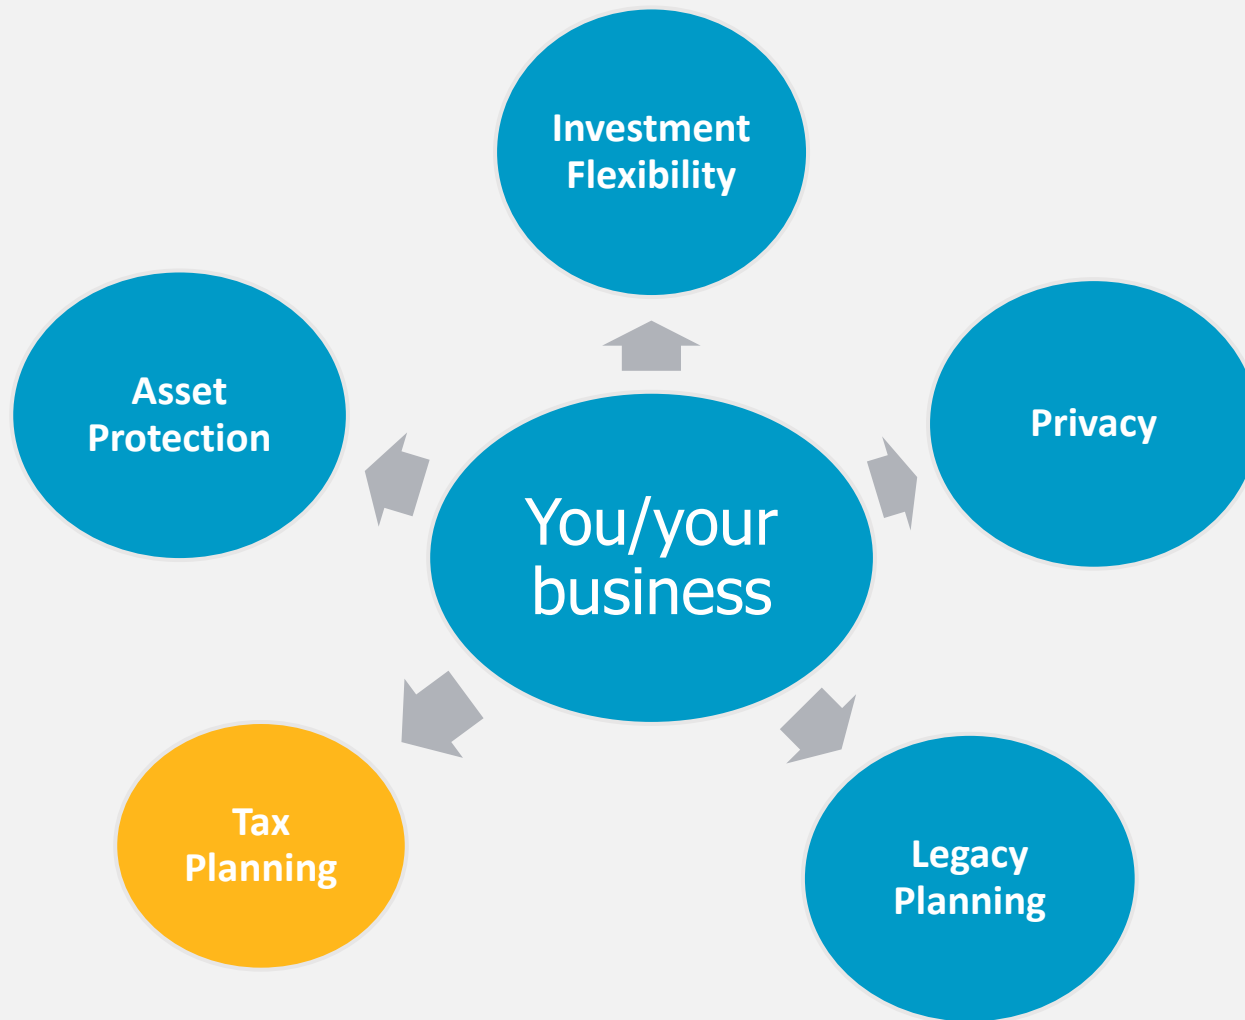 Investment
Flexibility
Asset
Protection
Privacy
You/your
business
Tax
Planning
Legacy
Planning